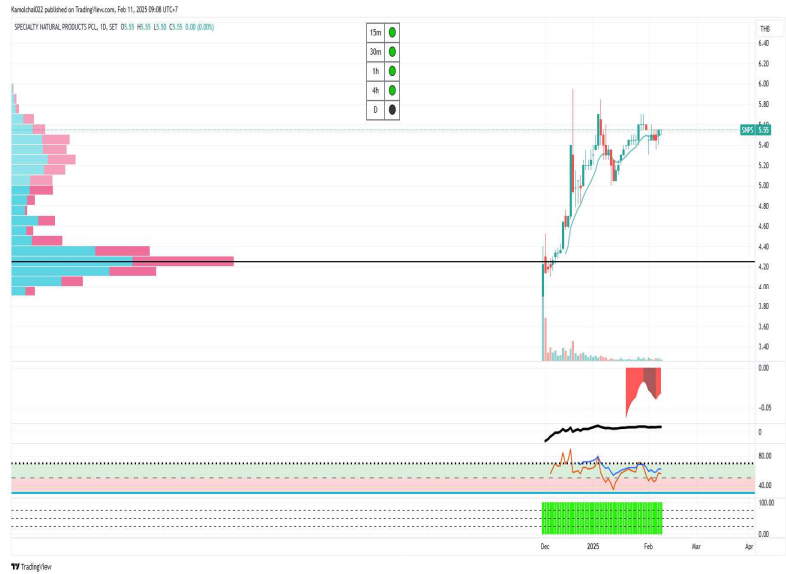 Kamolchai022 published on TradingView.com, Feb 11, 2025 09:08 UTC+7
SPECIALTY NATURAL PRODUCTS PCL, 1D, SET O5.55 H5.55 L5.50 C5.55 0.00 (0.00%)
THB
15m
30m
1h
4h
D
6.40
6.20
6.00
5.80
SNPS 5.55
5.40
5.20
5.00
4.80
4.60
4.40
4.20
4.00
3.80
3.60
3.40
0.00
-0.05
0
80.00
40.00
100.00
0.00
Dec 2025 Feb Mar Apr
TradingView